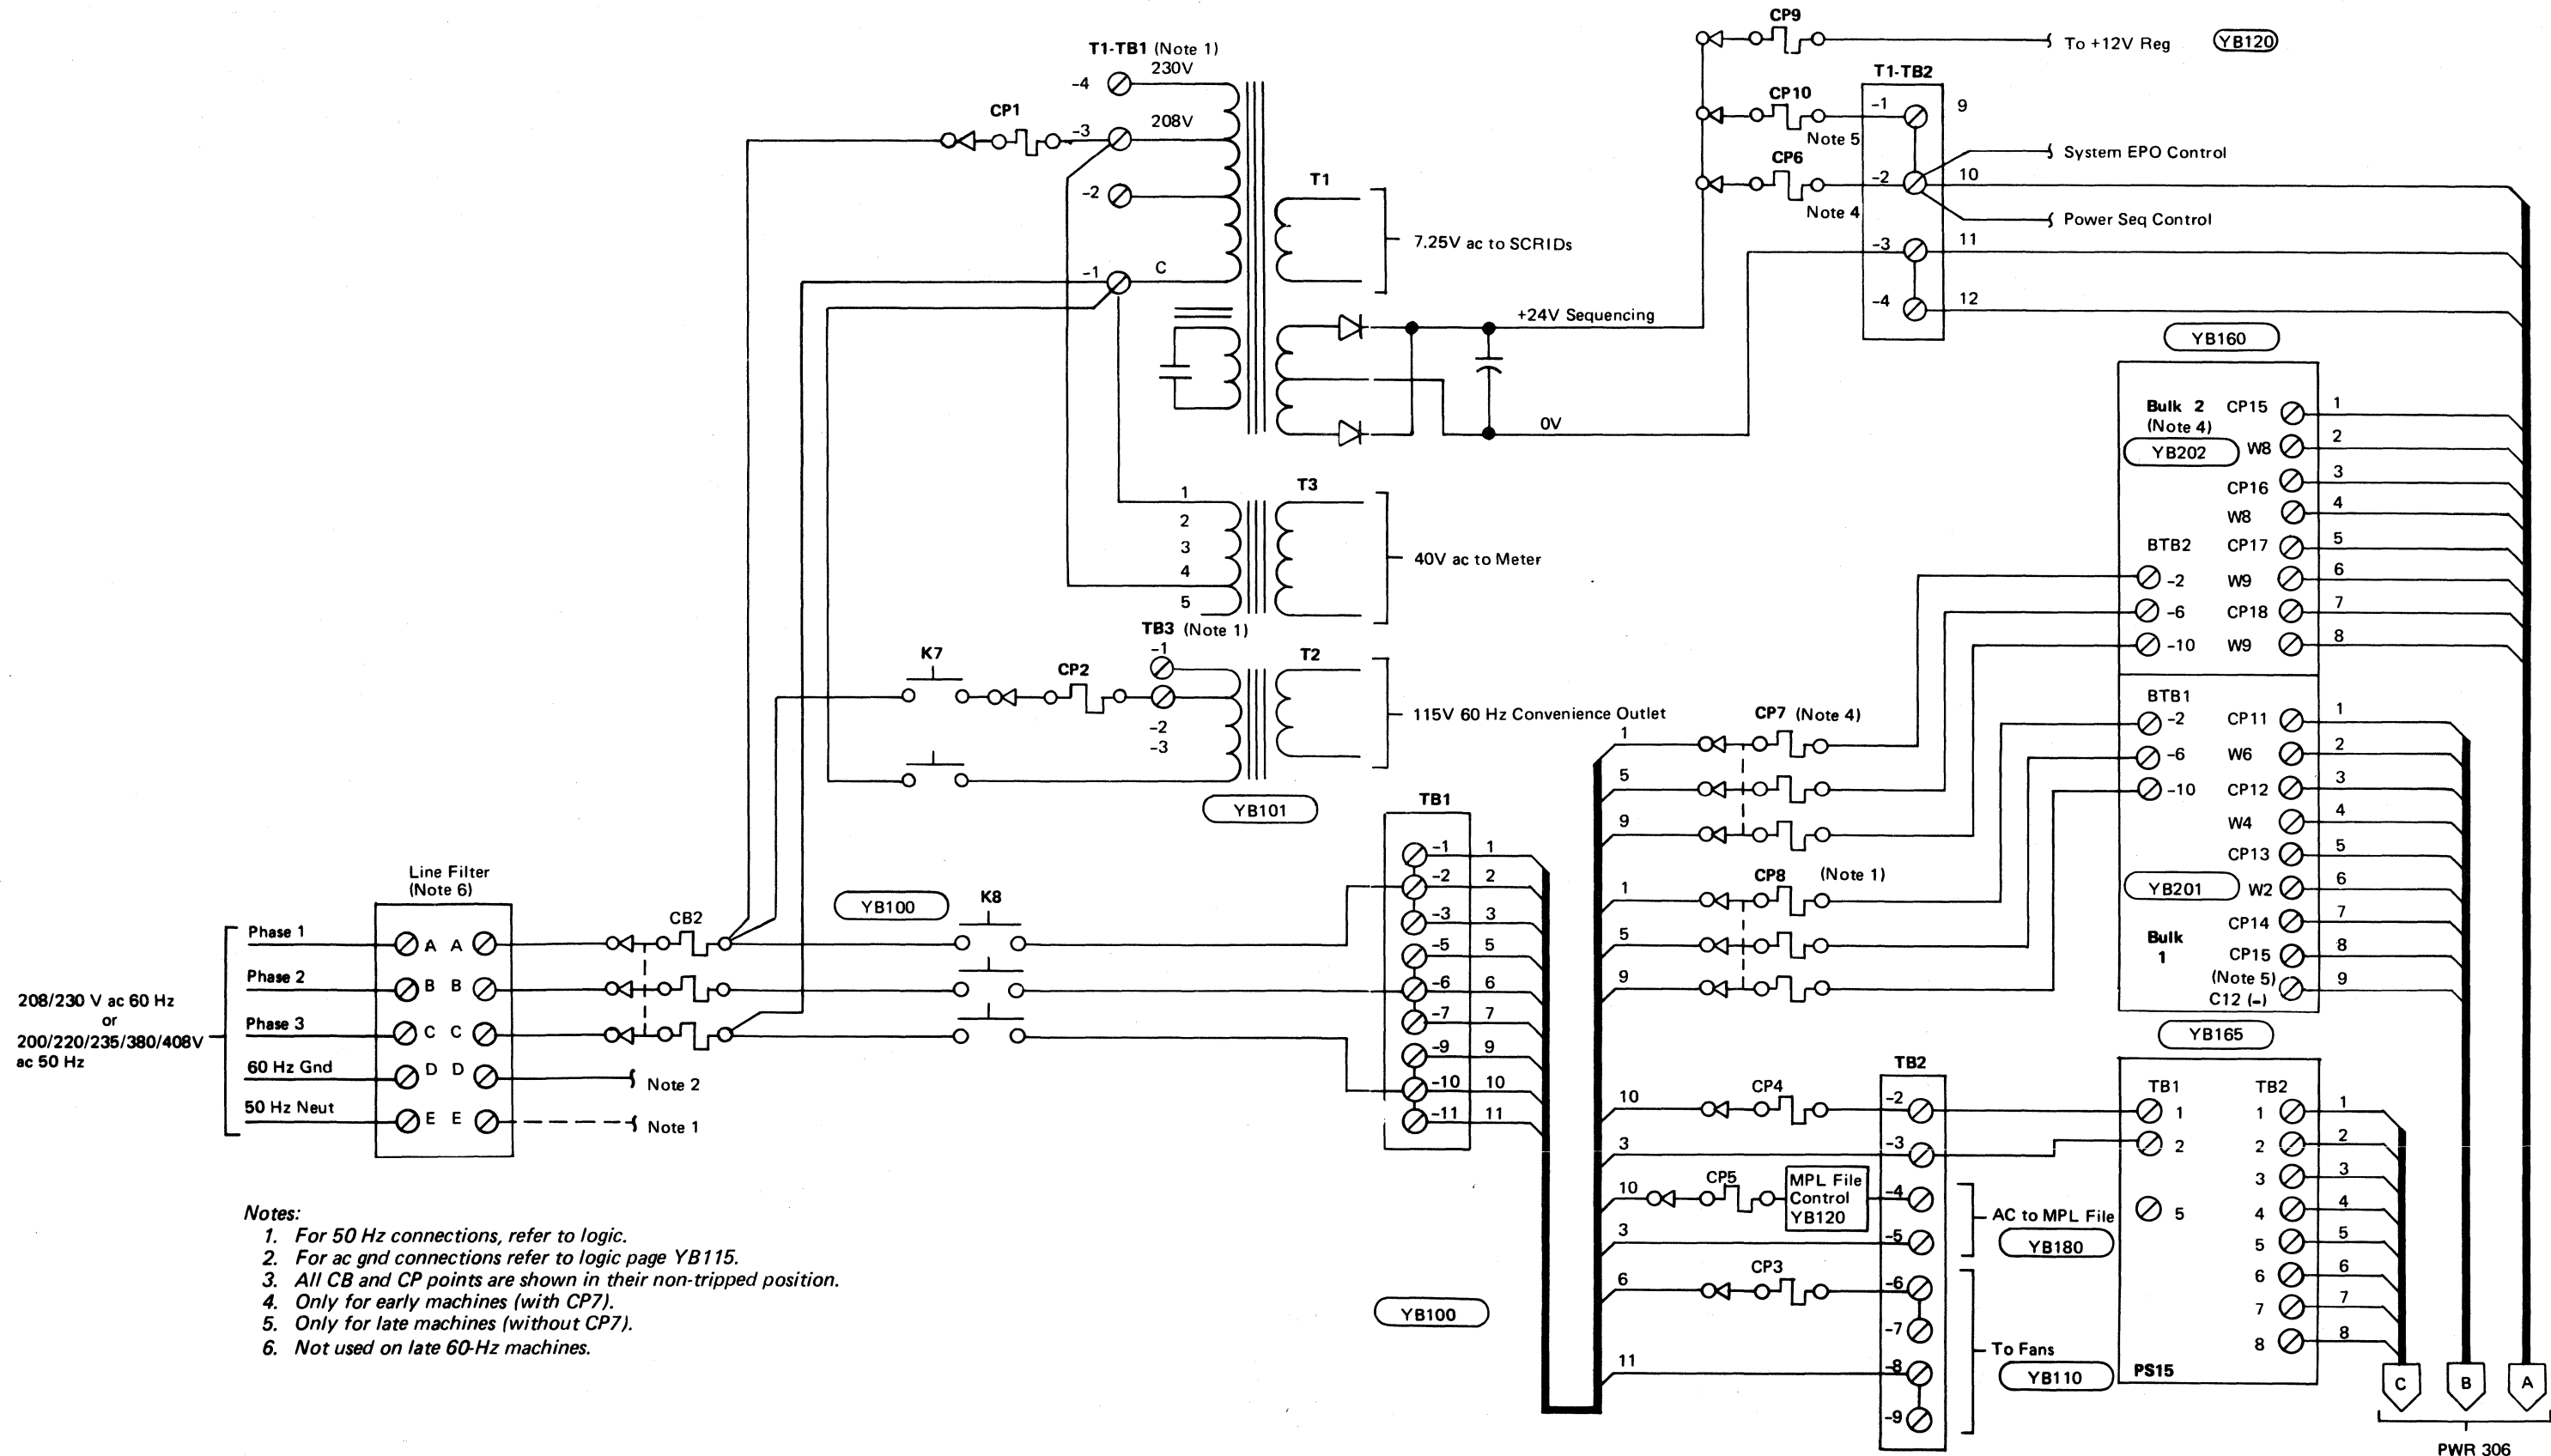 CP9
To +12V Reg
YB120
T1-TB1 (Note 1)
230V
-4
CP1
-3
208V
-2
-1
C
T1
7.25V ac to SCRIDs
+24V Sequencing
0V
T1-TB2
CP10
-1
9
Note 5
CP6
-2
10
Note 4
System EPO Control
Power Seq Control
-3
11
-4
12
YB160
T3
1
2
3
4
5
40V ac to Meter
TB3 (Note 1)
-1
K7
CP2
-2
-3
T2
115V 60 Hz Convenience Outlet
YB101
Bulk 2
(Note 4)
YB202
CP15
1
W8
2
CP16
3
W8
4
BTB2
CP17
5
-2
W9
6
-6
CP18
7
-10
W9
8
BTB1
-2
CP11
1
-6
W6
2
-10
CP12
3
W4
4
CP13
5
YB201
W2
6
CP14
7
Bulk
1
CP15
8
(Note 5)
C12 (-)
9
YB165
CP7 (Note 4)
1
5
9
CP8
(Note 1)
1
5
9
Line Filter
(Note 6)
208/230 V ac 60 Hz
or
200/220/235/380/408V
ac 50 Hz
Phase 1
A A
Phase 2
B B
Phase 3
C C
60 Hz Gnd
D D
Note 2
50 Hz Neut
E E
Note 1
CB2
YB100
K8
TB1
-1 1
-2 2
-3 3
-5 5
-6 6
-7 7
-9 9
-10 10
-11 11
YB100
TB2
10
CP4
-2
3
-3
10
CP5
MPL File
Control
YB120
-4
3
-5
AC to MPL File
YB180
6
CP3
-6
-7
11
-8
-9
To Fans
YB110
TB1
TB2
1
1
1
2
2
2
3
3
5
4
4
5
5
6
6
7
7
8
8
PS15
C
B
A
PWR 306
Notes:
1. For 50 Hz connections, refer to logic.
2. For ac gnd connections refer to logic page YB115.
3. All CB and CP points are shown in their non-tripped position.
4. Only for early machines (with CP7).
5. Only for late machines (without CP7).
6. Not used on late 60-Hz machines.